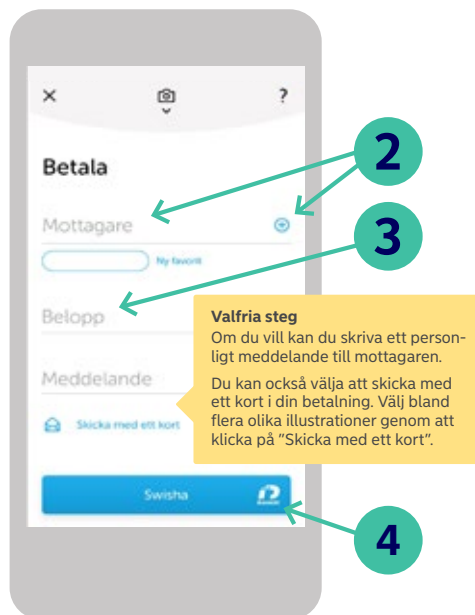 ?
Betala
2
Mottagare
Ny favorit
3
Belopp
Valfria steg
Om du vill kan du skriva ett person-
ligt meddelande till mottagaren.
Du kan också välja att skicka med
ett kort i din betalning. Välj bland
flera olika illustrationer genom att
klicka på ”Skicka med ett kort”.
Meddelande
Skicka med ett kort
Swisha
4